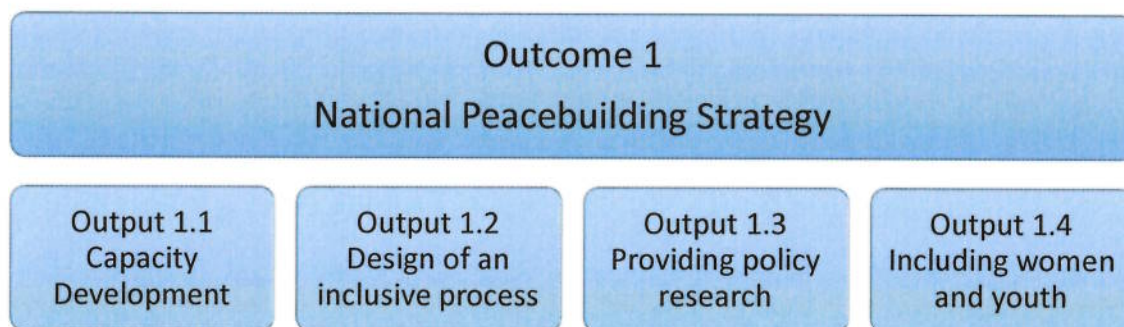 Outcome 1
National Peacebuilding Strategy
Output 1.1
Capacity
Development
Output 1.2
Design of an
inclusive process
Output 1.3
Providing policy
research
Output 1.4
Including women
and youth